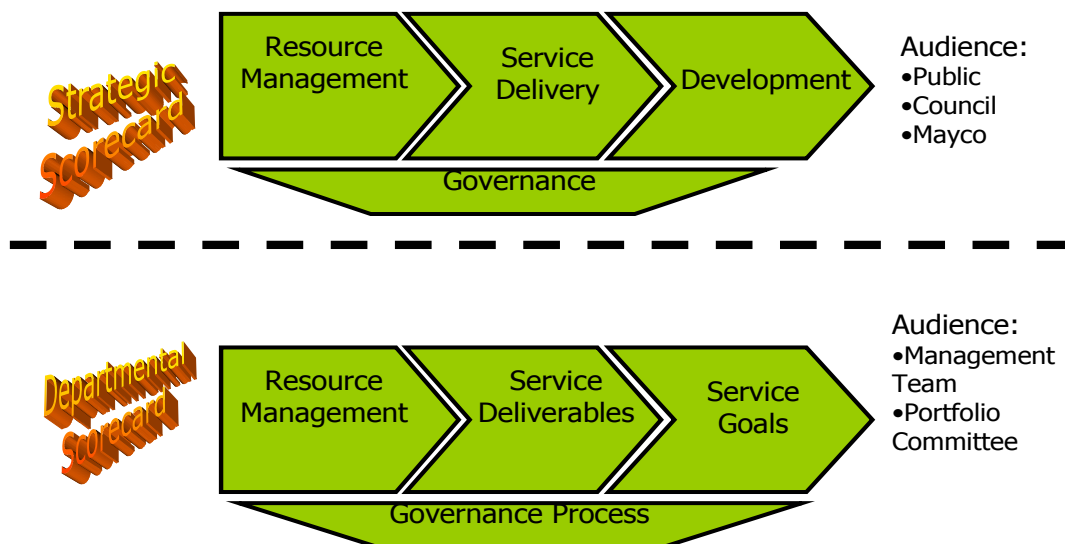 Strategic
Scorecard
Resource
Management
Service
Delivery
Development
Governance
Audience:
•Public
•Council
•Mayco
Departmental
Scorecard
Resource
Management
Service
Deliverables
Service
Goals
Governance Process
Audience:
•Management
Team
•Portfolio
Committee